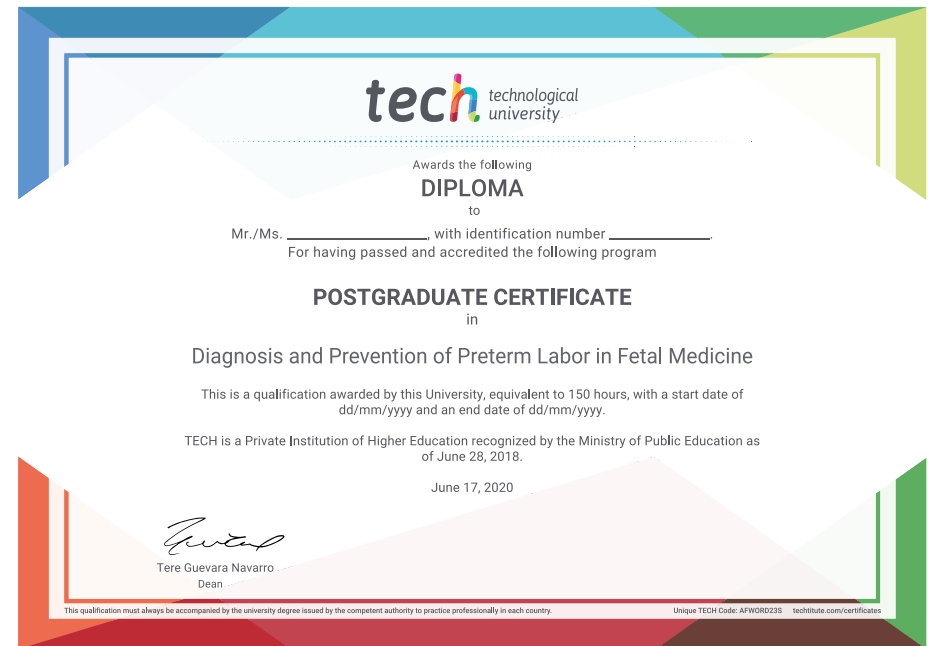 tech technological
university
Awards the following
DIPLOMA
to
Mr./Ms. ____________________, with identification number ______________.
For having passed and accredited the following program
POSTGRADUATE CERTIFICATE
in
Diagnosis and Prevention of Preterm Labor in Fetal Medicine
This is a qualification awarded by this University, equivalent to 150 hours, with a start date of
dd/mm/yyyy and an end date of dd/mm/yyyy.
TECH is a Private Institution of Higher Education recognized by the Ministry of Public Education as
of June 28, 2018.
June 17, 2020
Tere Guevara Navarro
Dean
This qualification must always be accompanied by the university degree issued by the competent authority to practice professionally in each country. Unique TECH Code: AFWORD23S techtitute.com/certificates